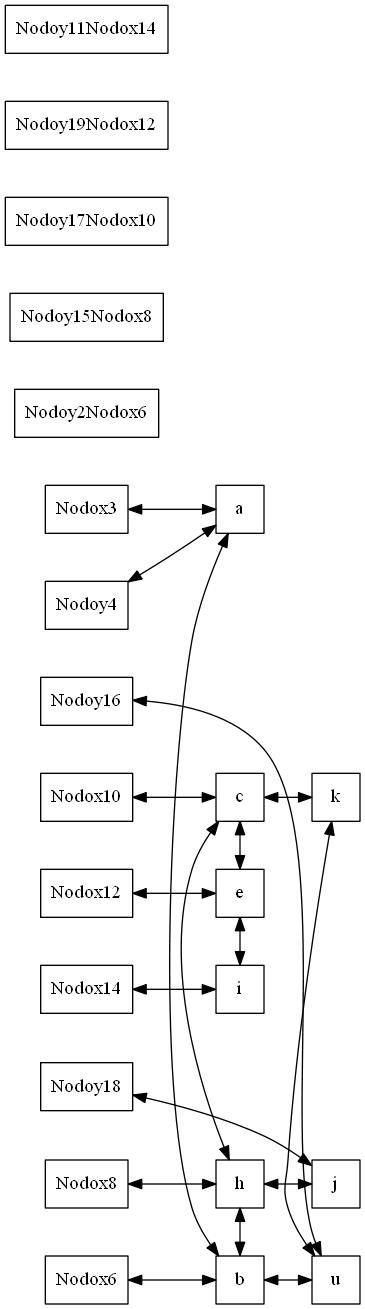 Nodoy11Nodox14
Nodoy19Nodox12
Nodoy17Nodox10
Nodoy15Nodox8
Nodoy2Nodox6
Nodox3 a
Nodoy4
Nodoy16
Nodox10 c k
Nodox12 e
Nodox14 i
Nodoy18
Nodox8 h j
Nodox6 b u